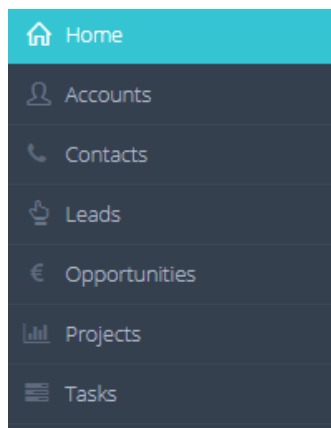 Home
Accounts
Contacts
Leads
€ Opportunities
Projects
Tasks